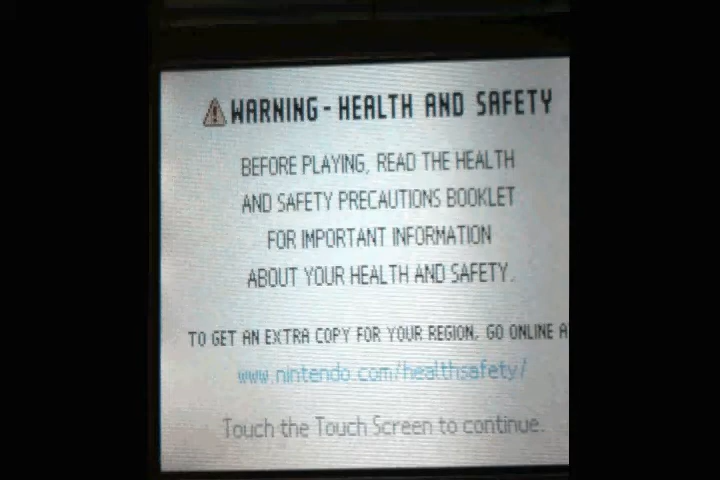 WARNING - HEALTH AND SAFETY
BEFORE PLAYING, READ THE HEALTH
AND SAFETY PRECAUTIONS BOOKLET
FOR IMPORTANT INFORMATION
ABOUT YOUR HEALTH AND SAFETY.
TO GET AN EXTRA COPY FOR YOUR REGION, GO ONLINE A
www.nintendo.com/healthsafety/
Touch the Touch Screen to continue.